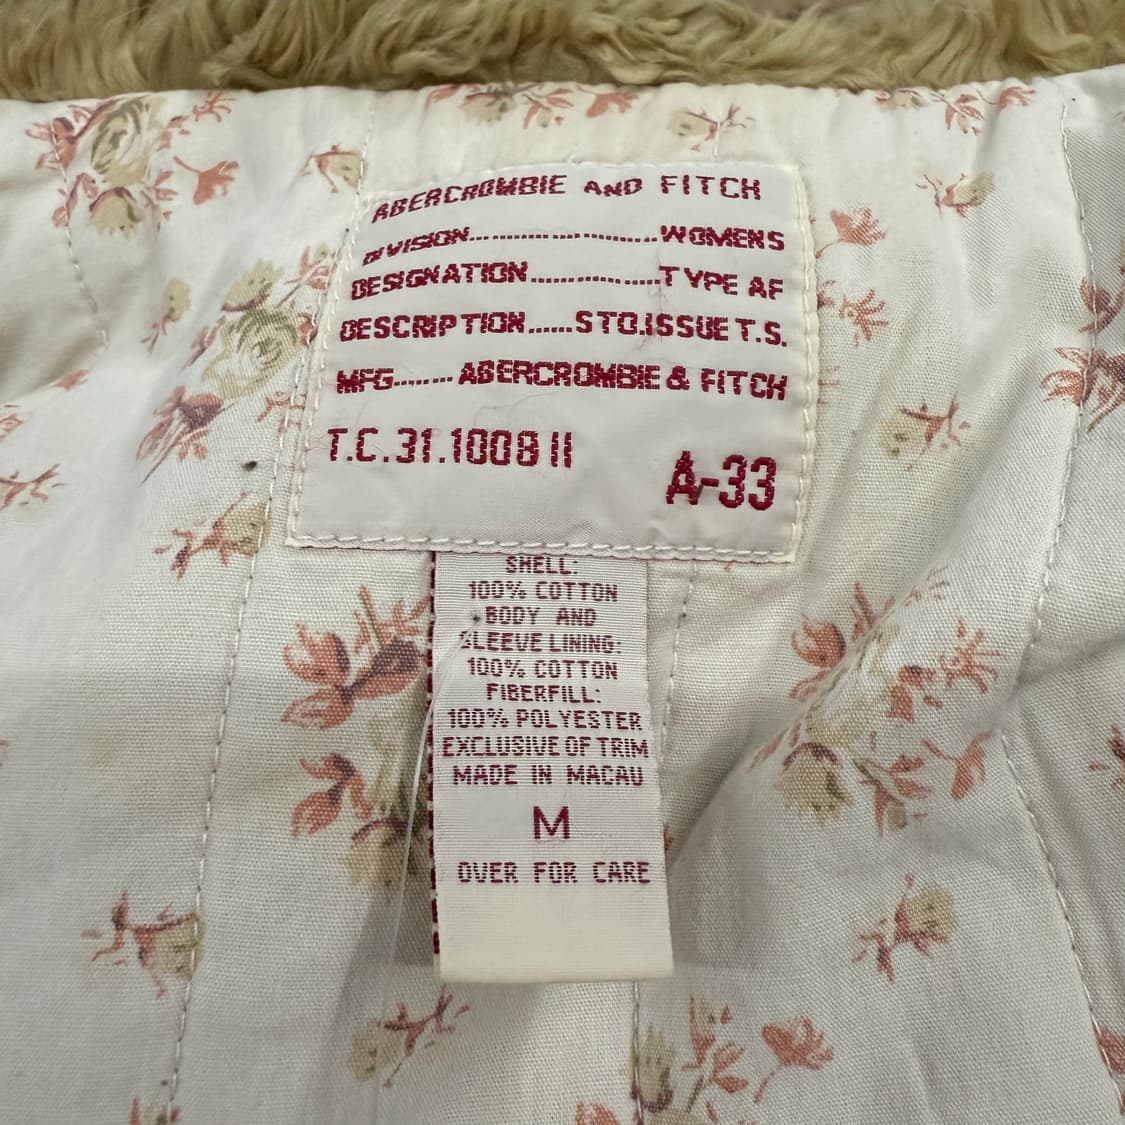 ABERCROMBIE AND FITCH
DIVISION..............................WOMENS
DESIGNATION...................TYPE AF
DESCRIPTION......STD.ISSUE T.S.
MFG........ABERCROMBIE & FITCH
T.C.31.1008 II
A-33
SHELL:
100% COTTON
BODY AND
SLEEVE LINING:
100% COTTON
FIBERFILL:
100% POLYESTER
EXCLUSIVE OF TRIM
MADE IN MACAU
M
OVER FOR CARE